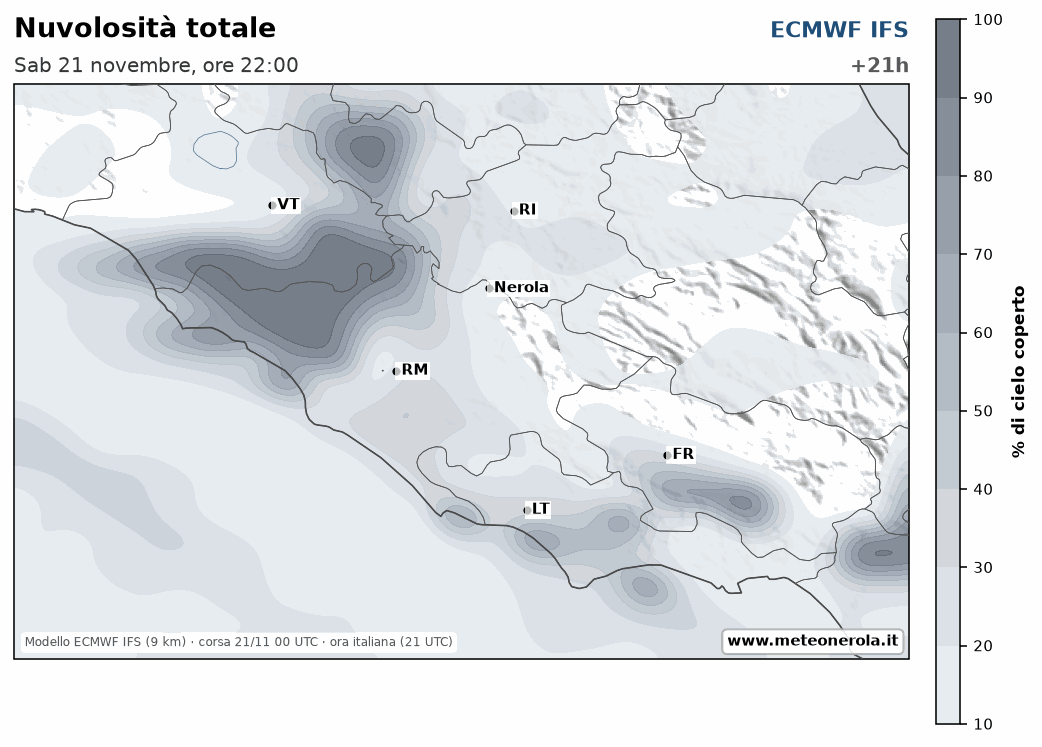 Nuvolosità totale
ECMWF IFS
Sab 21 novembre, ore 22:00
+21h
VT
RI
Nerola
RM
FR
LT
Modello ECMWF IFS (9 km) · corsa 21/11 00 UTC · ora italiana (21 UTC)
www.meteonerola.it
100
90
80
70
60
50
40
30
20
10
% di cielo coperto